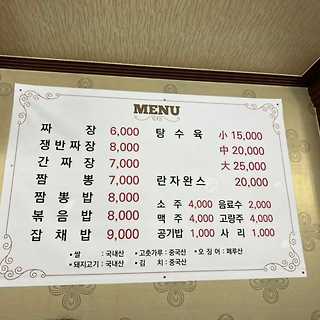 MENU
짜 장 6,000
쟁반짜장 8,000
간 짜 장 7,000
짬 뽕 7,000
짬 뽕 밥 8,000
볶 음 밥 8,000
잡 채 밥 9,000
탕 수 육 小 15,000
中 20,000
大 25,000
란자완스 20,000
소 주 4,000 음료수 2,000
맥 주 4,000 고량주 4,000
공기밥 1,000 사 리 1,000
• 쌀 : 국내산 • 고춧가루 : 중국산 • 오 징 어 : 페루산
• 돼지고기 : 국내산 • 김 치 : 중국산